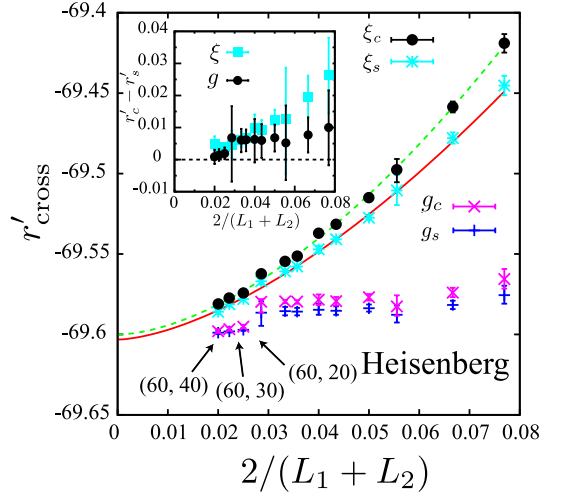 -69.4
-69.45
-69.5
-69.55
-69.6
-69.65
r′cross
0
0.01
0.02
0.03
0.04
0.05
0.06
0.07
0.08
2/(L₁ + L₂)
ξc
ξs
gc
gs
(60, 40)
(60, 30)
(60, 20)
Heisenberg
0.04
0.03
0.02
0.01
0
-0.01
r′c − r′s
ξ
g
0
0.02
0.04
0.06
0.08
2/(L₁ + L₂)